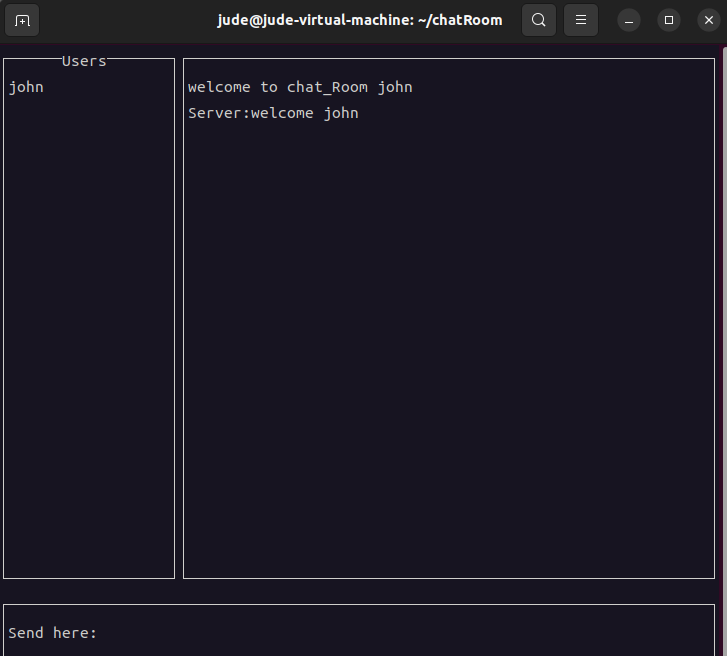 jude@jude-virtual-machine: ~/chatRoom
Users
john
welcome to chat_Room john
Server:welcome john
Send here: